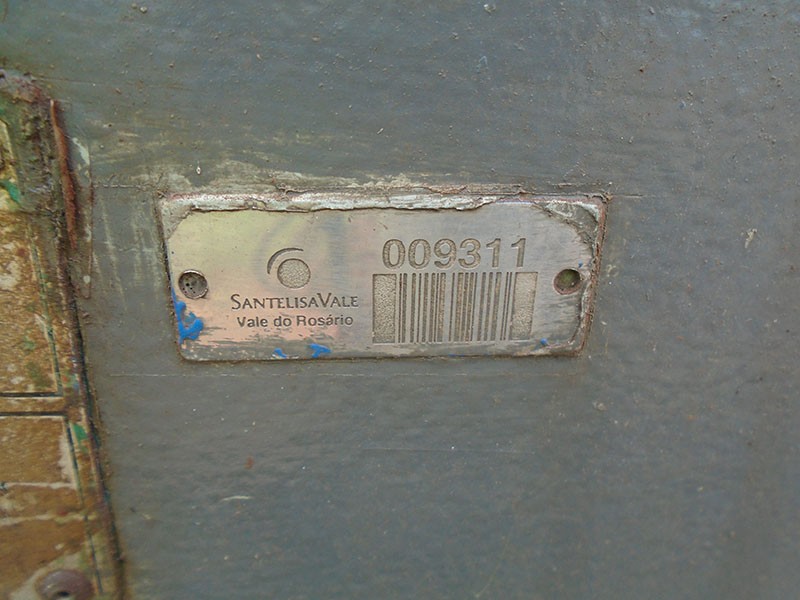 009311
SANTELISAVALE
Vale do Rosário